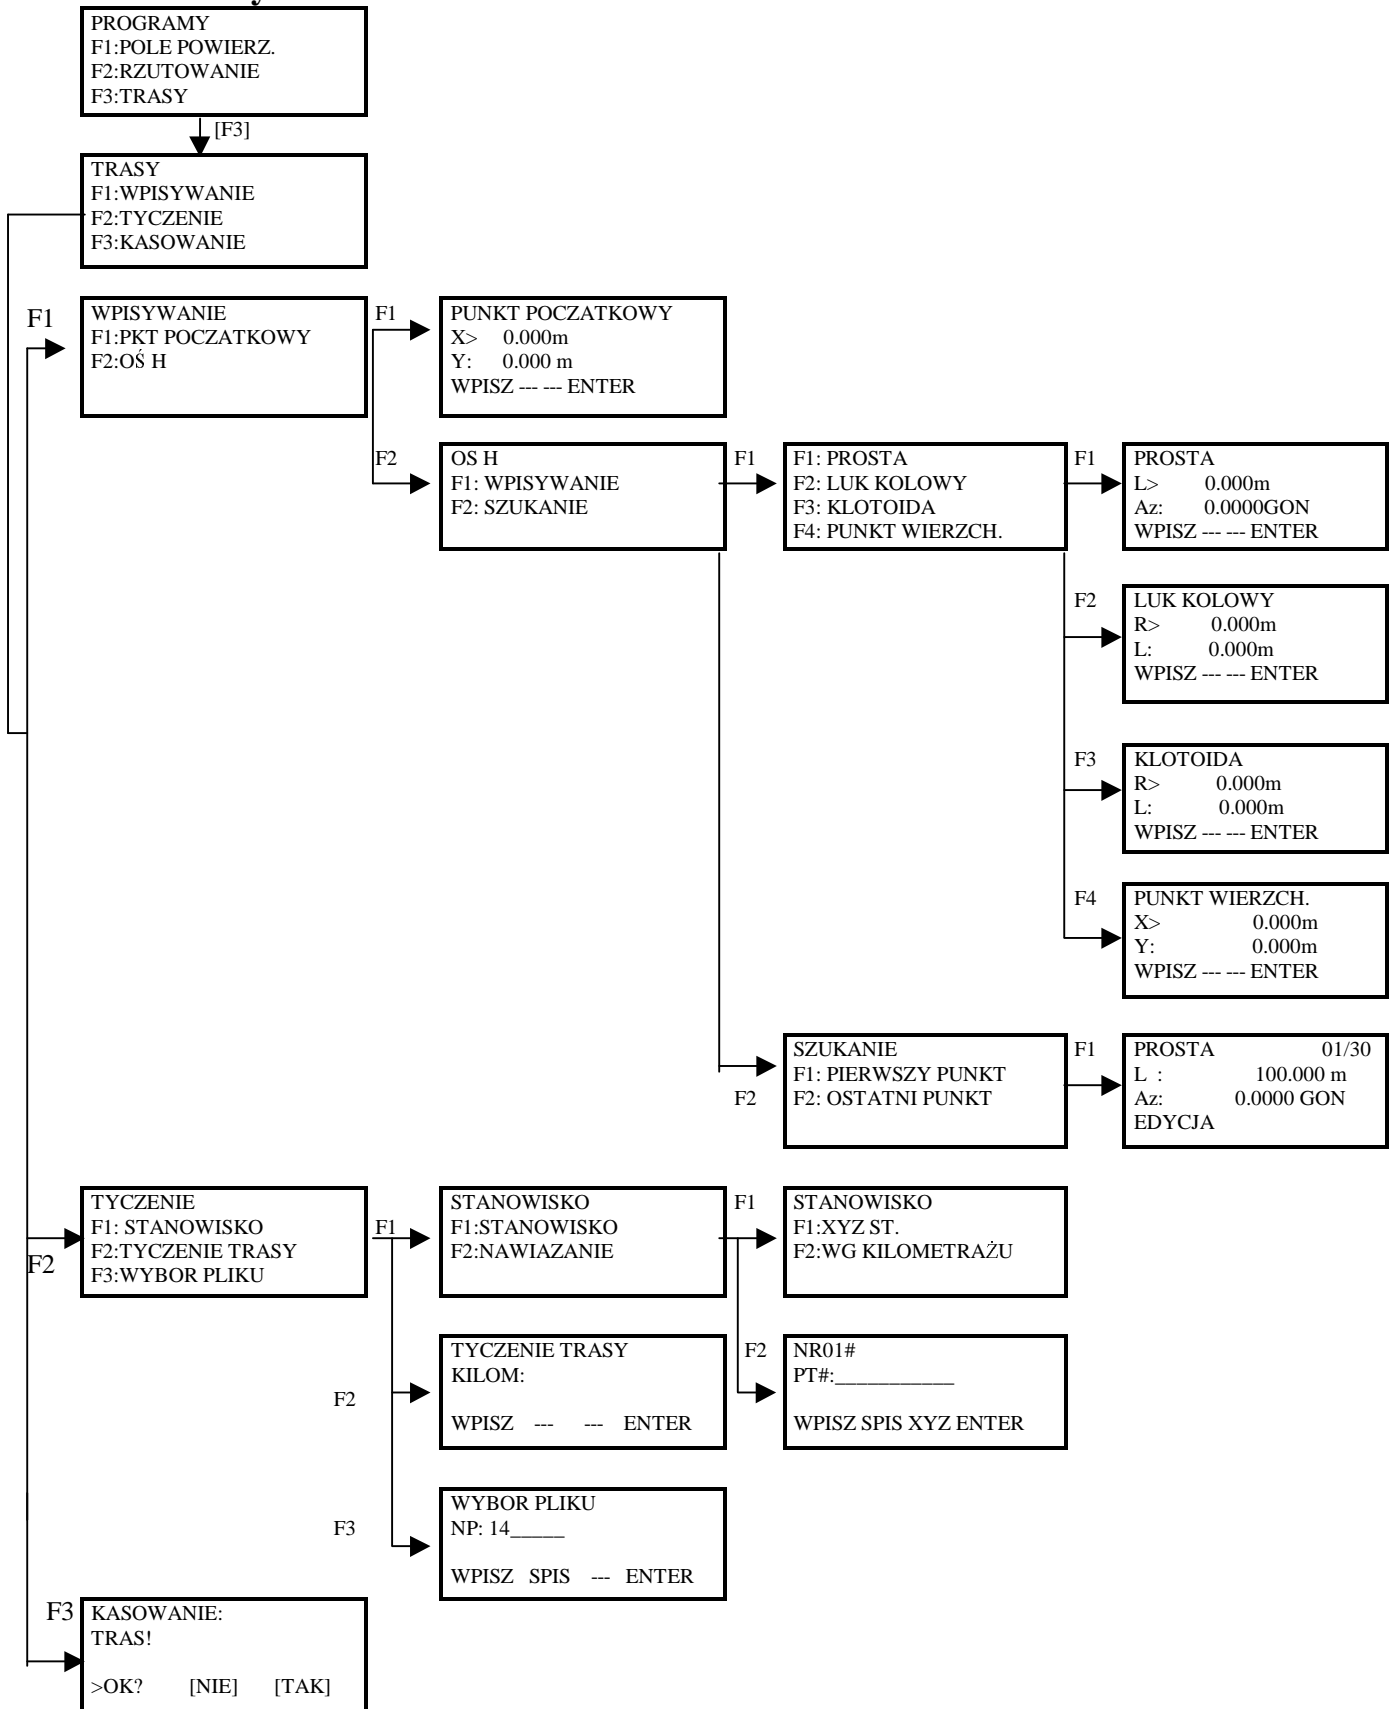 PROGRAMY
F1:POLE POWIERZ.
F2:RZUTOWANIE
F3:TRASY
[F3]
TRASY
F1:WPISYWANIE
F2:TYCZENIE
F3:KASOWANIE
F1
WPISYWANIE
F1:PKT POCZATKOWY
F2:OŚ H
F1
PUNKT POCZATKOWY
X> 0.000m
Y: 0.000 m
WPISZ --- --- ENTER
F2
OS H
F1: WPISYWANIE
F2: SZUKANIE
F1
F1: PROSTA
F2: LUK KOLOWY
F3: KLOTOIDA
F4: PUNKT WIERZCH.
F1
PROSTA
L> 0.000m
Az: 0.0000GON
WPISZ --- --- ENTER
F2
LUK KOLOWY
R> 0.000m
L: 0.000m
WPISZ --- --- ENTER
F3
KLOTOIDA
R> 0.000m
L: 0.000m
WPISZ --- --- ENTER
F4
PUNKT WIERZCH.
X> 0.000m
Y: 0.000m
WPISZ --- --- ENTER
F2
SZUKANIE
F1: PIERWSZY PUNKT
F2: OSTATNI PUNKT
F1
PROSTA 01/30
L : 100.000 m
Az: 0.0000 GON
EDYCJA
F2
TYCZENIE
F1: STANOWISKO
F2:TYCZENIE TRASY
F3:WYBOR PLIKU
F1
STANOWISKO
F1:STANOWISKO
F2:NAWIAZANIE
F1
STANOWISKO
F1:XYZ ST.
F2:WG KILOMETRAŻU
F2
TYCZENIE TRASY
KILOM:
WPISZ --- --- ENTER
F2
NR01#
PT#:___________
WPISZ SPIS XYZ ENTER
F3
WYBOR PLIKU
NP: 14_____
WPISZ SPIS --- ENTER
F3
KASOWANIE:
TRAS!
>OK? [NIE] [TAK]